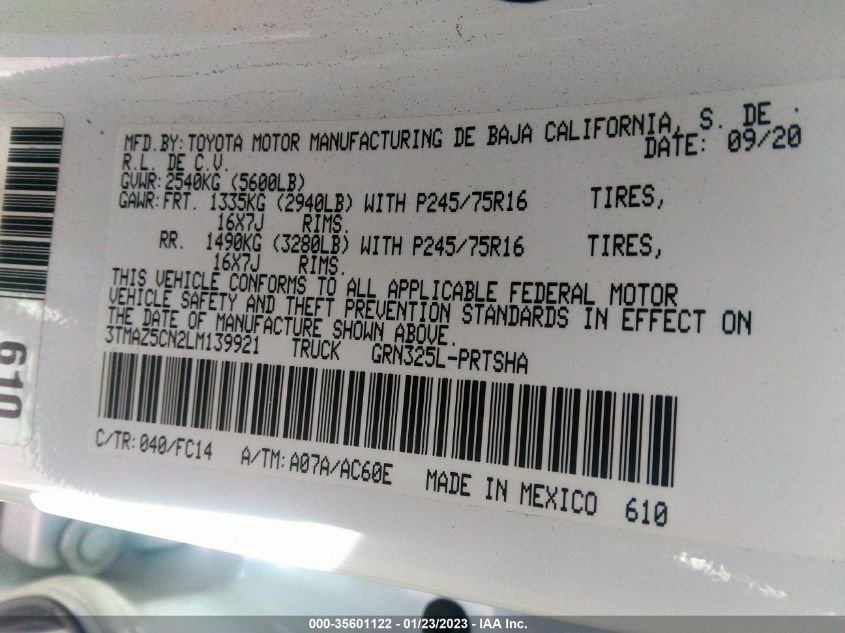 MFD.BY:TOYOTA MOTOR MANUFACTURING DE BAJA CALIFORNIA, S. DE
R.L. DE C.V. DATE: 09/20
GVWR:2540KG (5600LB)
GAWR:FRT. 1335KG (2940LB) WITH P245/75R16 TIRES,
16X7J RIMS.
RR. 1490KG (3280LB) WITH P245/75R16 TIRES,
16X7J RIMS.
THIS VEHICLE CONFORMS TO ALL APPLICABLE FEDERAL MOTOR
VEHICLE SAFETY AND THEFT PREVENTION STANDARDS IN EFFECT ON
THE DATE OF MANUFACTURE SHOWN ABOVE.
3TMAZ5CN2LM139921 TRUCK GRN325L-PRTSHA
C/TR:040/FC14 A/TM:A07A/AC60E MADE IN MEXICO 610
610
000-35601122 - 01/23/2023 - IAA Inc.